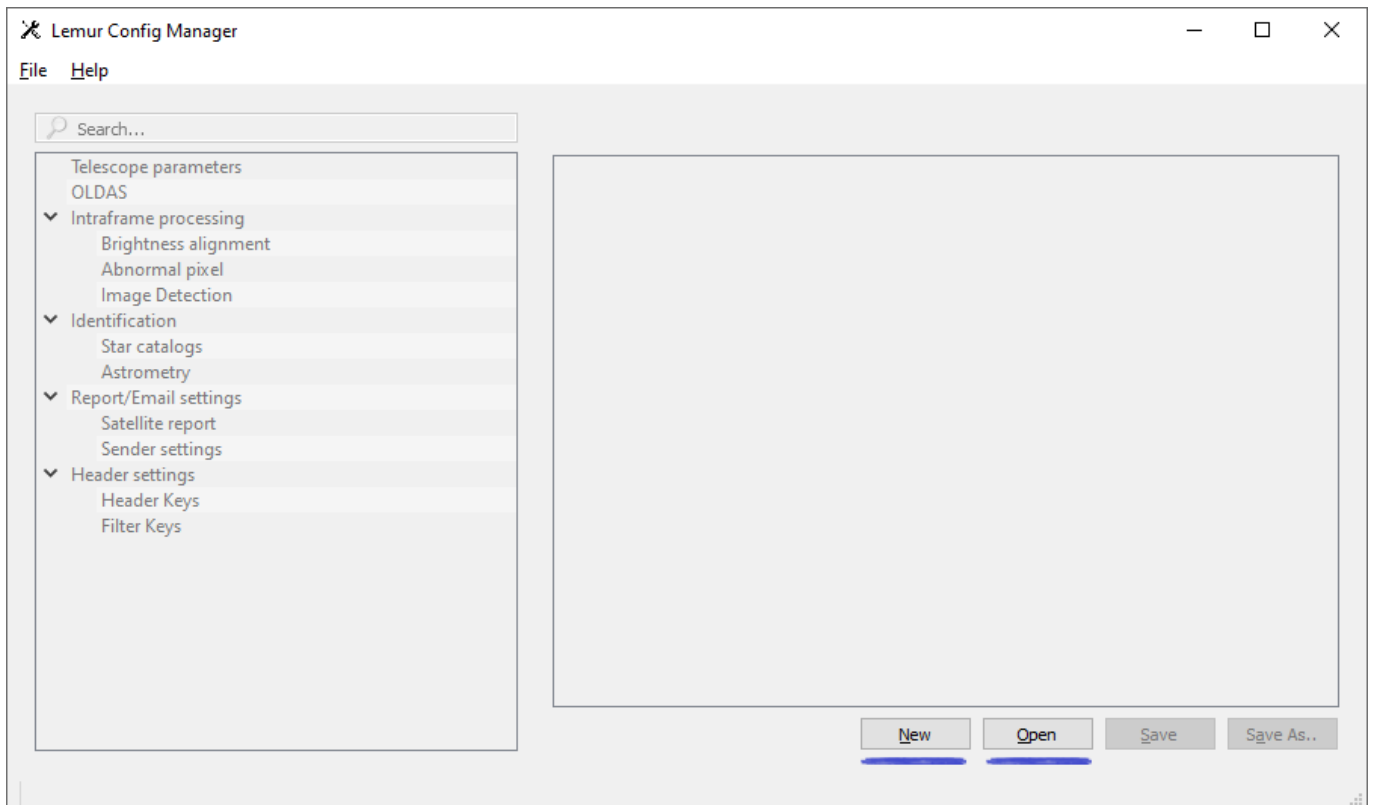 Lemur Config Manager
File Help
Search...
Telescope parameters
OLDAS
Intraframe processing
Brightness alignment
Abnormal pixel
Image Detection
Identification
Star catalogs
Astrometry
Report/Email settings
Satellite report
Sender settings
Header settings
Header Keys
Filter Keys
New Open Save Save As..